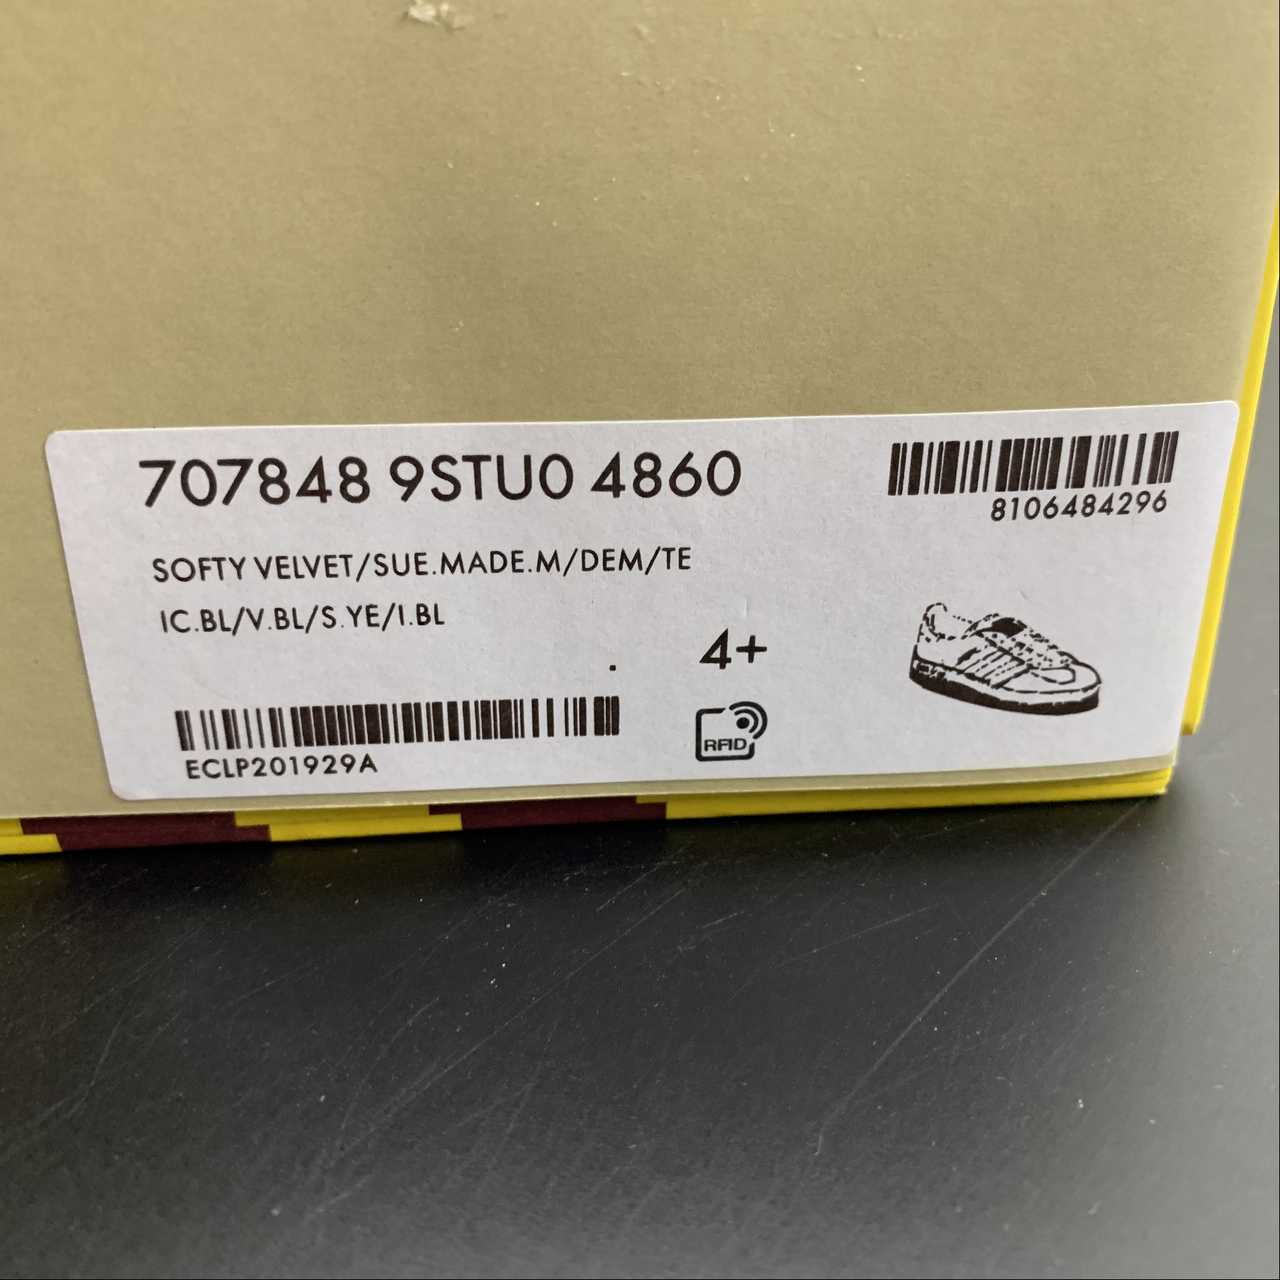 707848 9STU0 4860
8106484296
SOFTY VELVET/SUE.MADE.M/DEM/TE
IC.BL/V.BL/S.YE/I.BL
4+
RFID
ECLP201929A